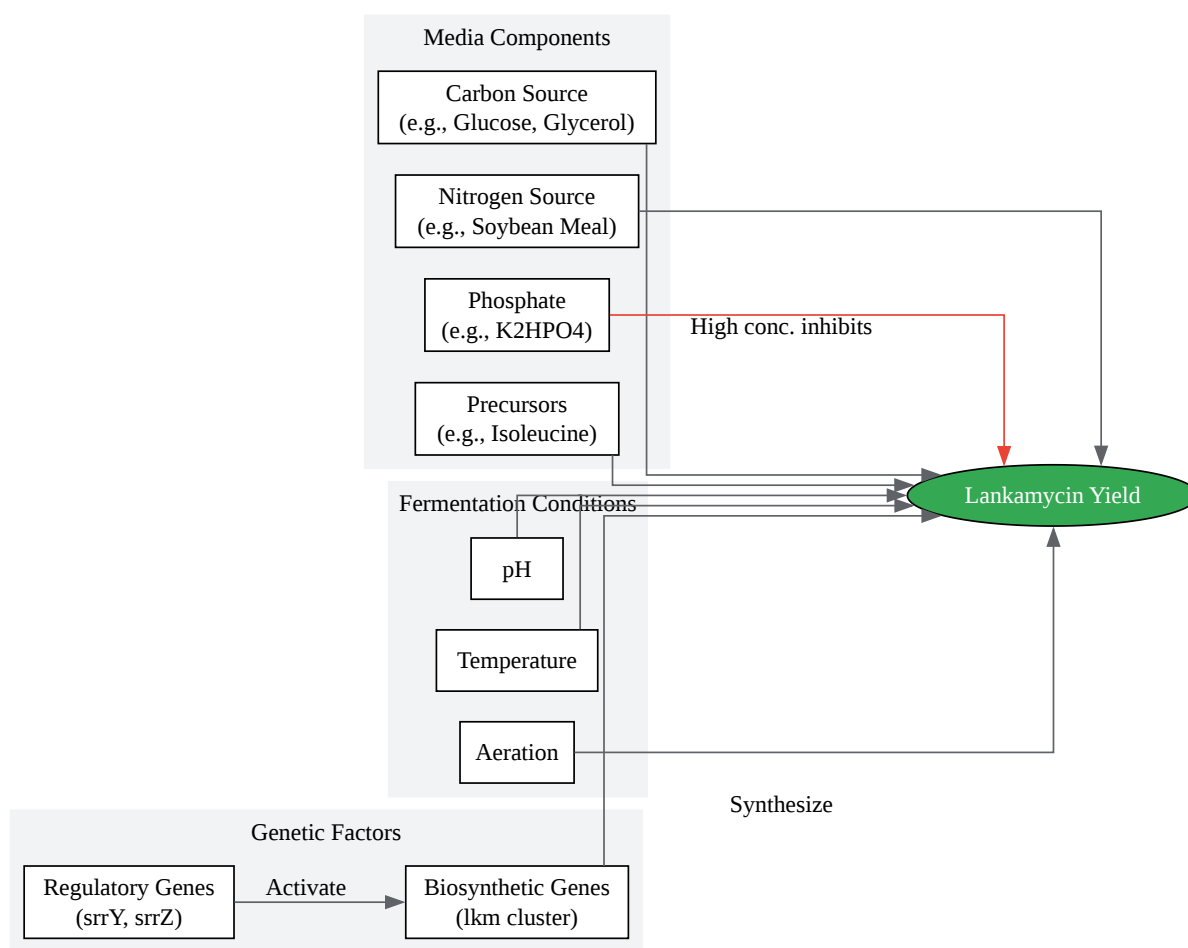 Media Components
Carbon Source
(e.g., Glucose, Glycerol)
Nitrogen Source
(e.g., Soybean Meal)
Phosphate
(e.g., K2HPO4)
High conc. inhibits
Precursors
(e.g., Isoleucine)
Lankamycin Yield
Fermentation Conditions
pH
Temperature
Aeration
Synthesize
Genetic Factors
Regulatory Genes
(srrY, srrZ)
Activate
Biosynthetic Genes
(lkm cluster)